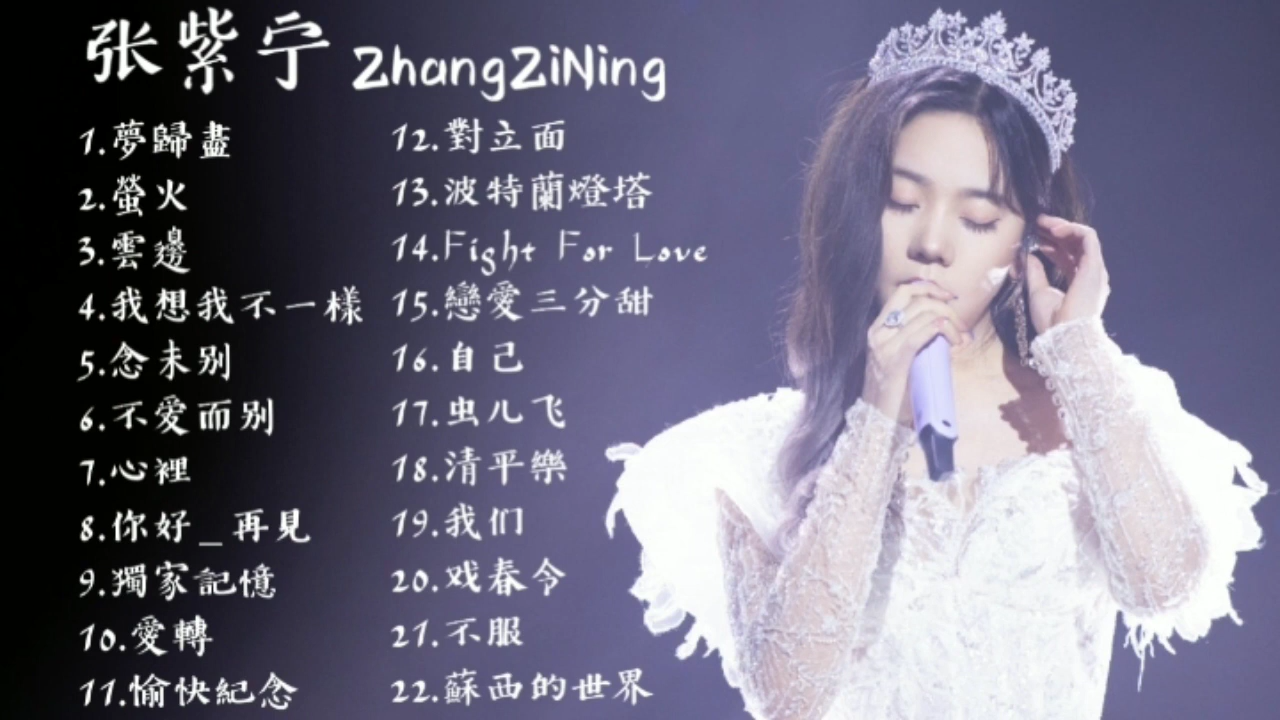 张紫宁 ZhangZiNing
1.夢歸盡
2.螢火
3.雲邊
4.我想我不一樣
5.念未别
6.不愛而别
7.心裡
8.你好_再見
9.獨家記憶
10.愛轉
11.愉快紀念
12.對立面
13.波特蘭燈塔
14.Fight For Love
15.戀愛三分甜
16.自己
17.虫儿飞
18.清平樂
19.我们
20.戏春令
21.不服
22.蘇西的世界